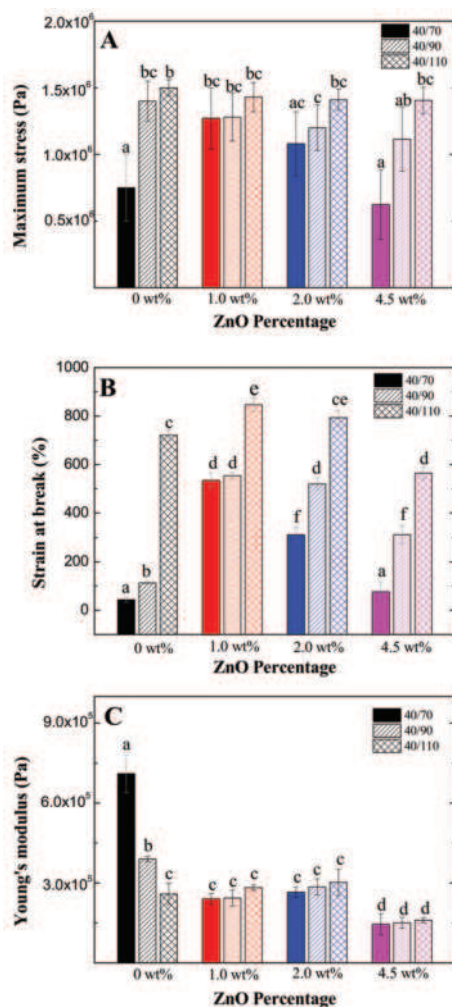 A
40/70
40/90
40/110
2.0x10⁶
1.5x10⁶
1.0x10⁶
0.5x10⁶
Maximum stress (Pa)
a bc b bc bc bc ac c bc a ab bc
0 wt% 1.0 wt% 2.0 wt% 4.5 wt%
ZnO Percentage
B
40/70
40/90
40/110
1000
800
600
400
200
0
Strain at break (%)
a b c d d e f d ce a f d
0 wt% 1.0 wt% 2.0 wt% 4.5 wt%
ZnO Percentage
C
40/70
40/90
40/110
9.0x10⁵
6.0x10⁵
3.0x10⁵
Young's modulus (Pa)
a b c c c c c c c d d d
0 wt% 1.0 wt% 2.0 wt% 4.5 wt%
ZnO Percentage